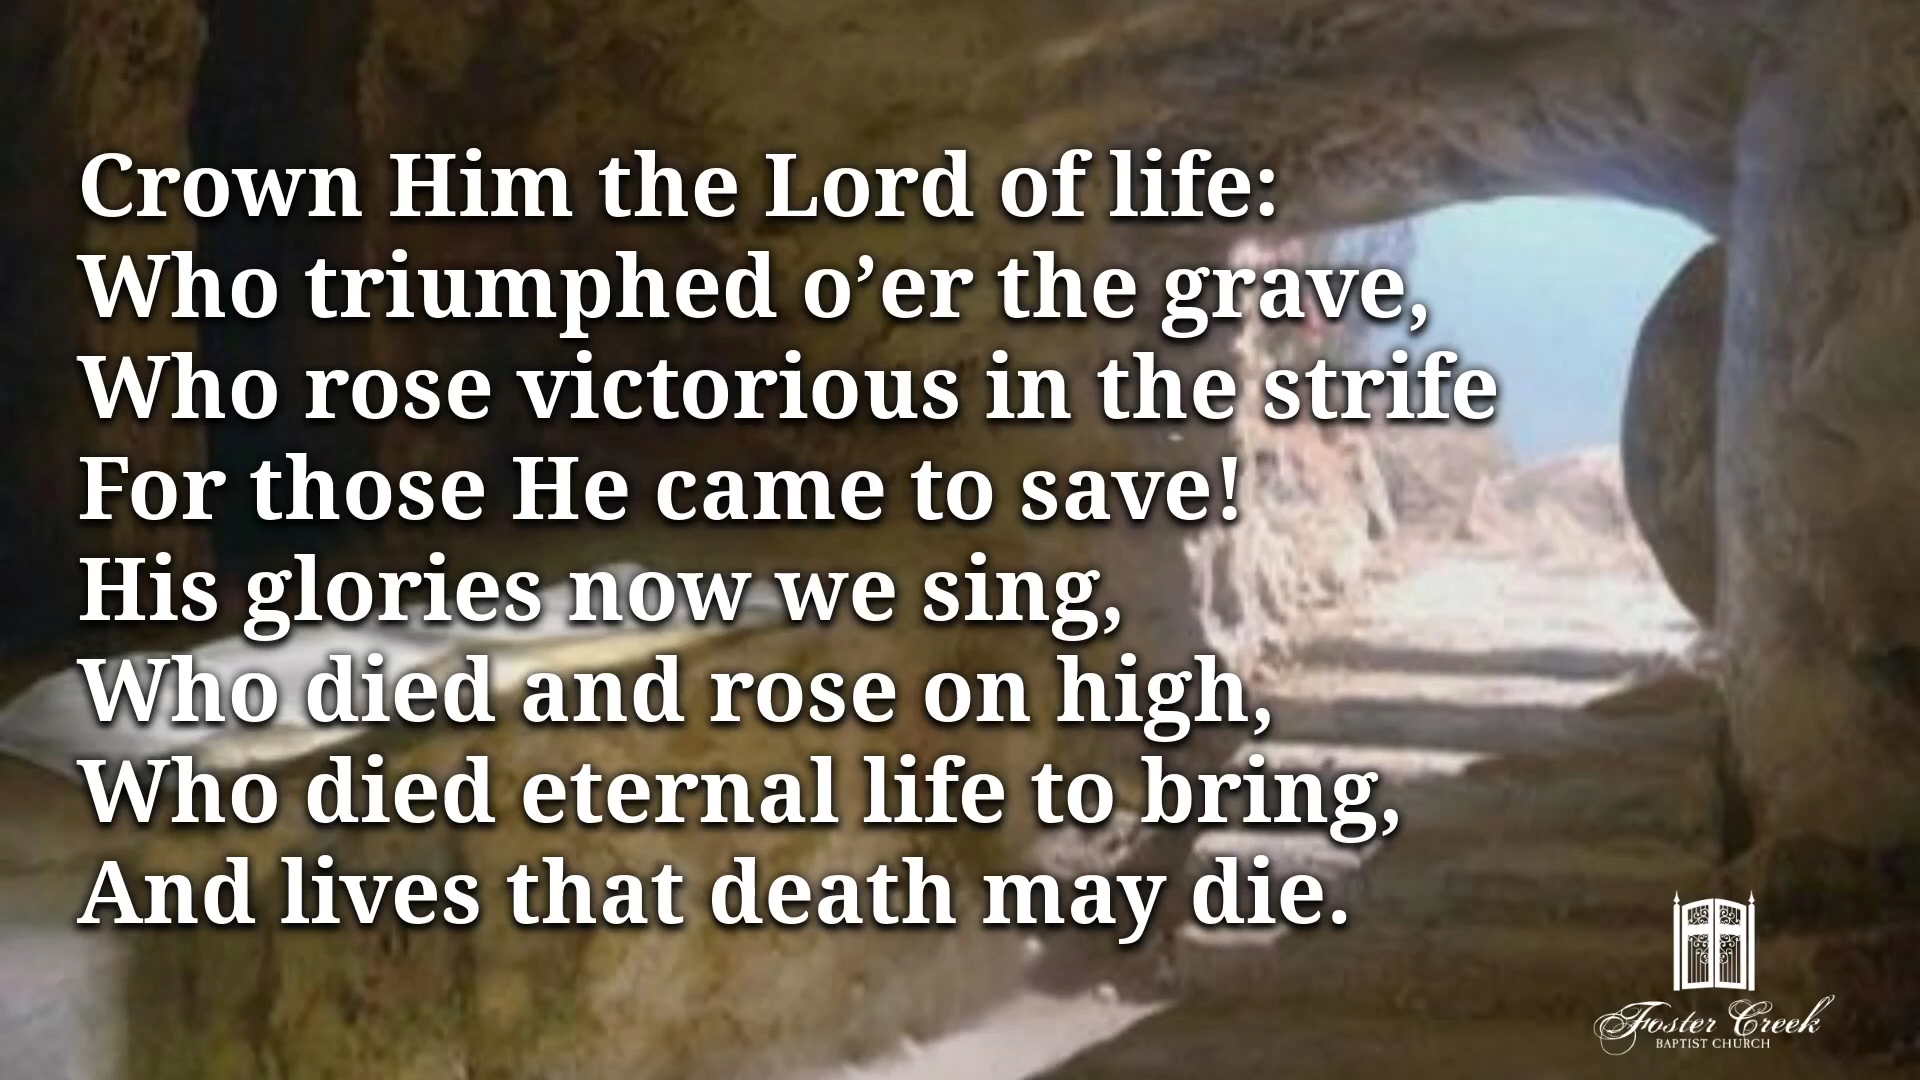 Crown Him the Lord of life:
Who triumphed o’er the grave,
Who rose victorious in the strife
For those He came to save!
His glories now we sing,
Who died and rose on high,
Who died eternal life to bring,
And lives that death may die.
Foster Creek
BAPTIST CHURCH